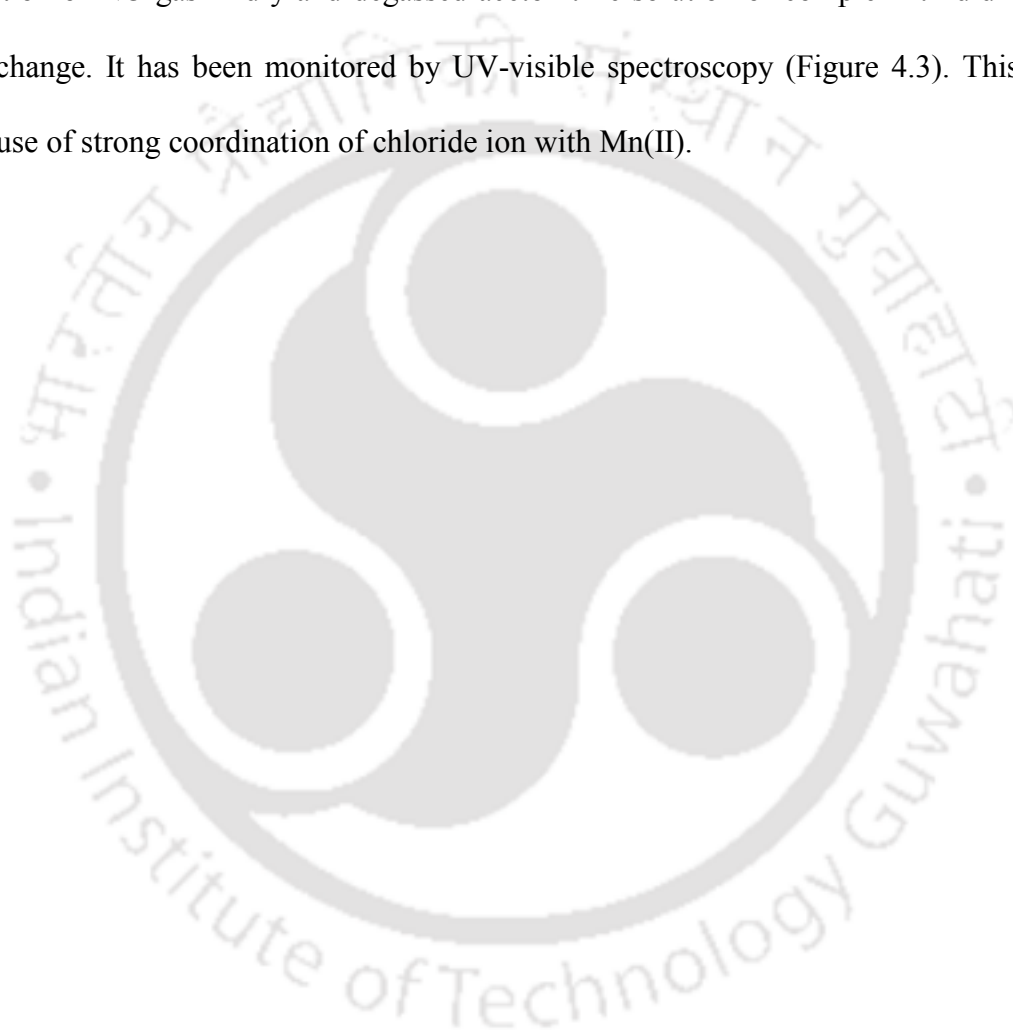 change. It has been monitored by UV-visible spectroscopy (Figure 4.3). This
use of strong coordination of chloride ion with Mn(II).
भारतीय प्रौद्योगिकी संस्थान गुवाहाटी
Indian Institute of Technology Guwahati